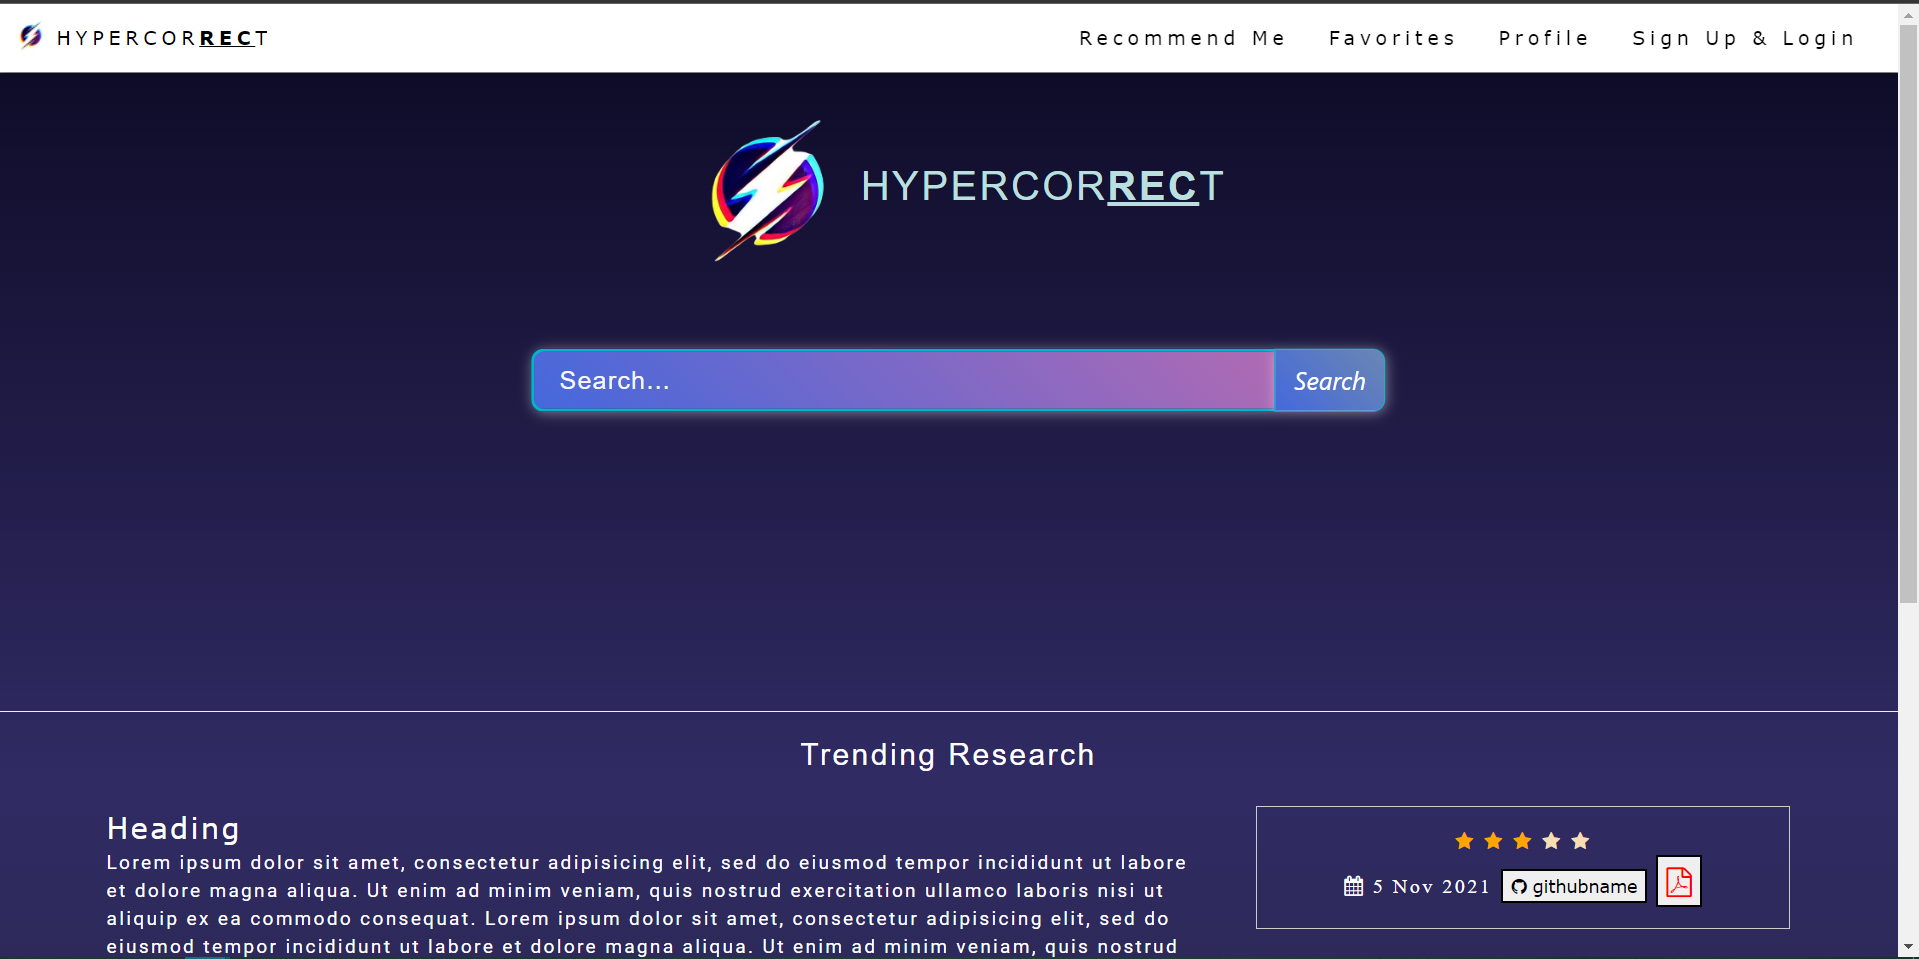 HYPERCORRECT
Recommend Me Favorites Profile Sign Up & Login
HYPERCORRECT
Search...
Search
Trending Research
Heading
Lorem ipsum dolor sit amet, consectetur adipisicing elit, sed do eiusmod tempor incididunt ut labore
et dolore magna aliqua. Ut enim ad minim veniam, quis nostrud exercitation ullamco laboris nisi ut
aliquip ex ea commodo consequat. Lorem ipsum dolor sit amet, consectetur adipisicing elit, sed do
eiusmod tempor incididunt ut labore et dolore magna aliqua. Ut enim ad minim veniam, quis nostrud
5 Nov 2021 githubname